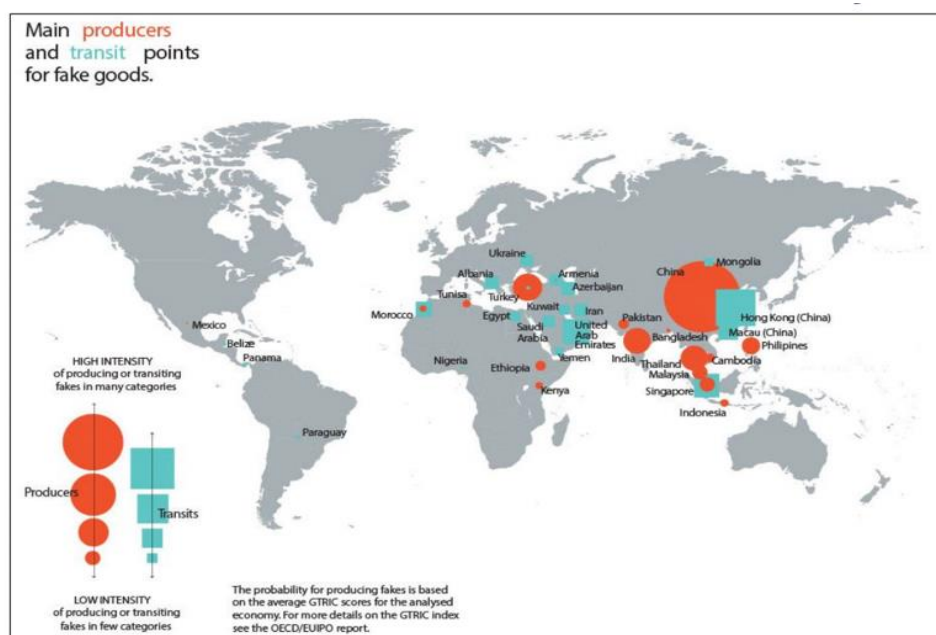 Main producers
and transit points
for fake goods.
Ukraine
Albania
Armenia
Azerbaijan
Tunisa
Turkey
Kuwait
Iran
Morocco
Egypt
Saudi
Arabia
United
Arab
Emirates
Yemen
Mongolia
China
Hong Kong (China)
Macau (China)
Pakistan
Bangladesh
Philipines
India
Thailand
Cambodia
Malaysia
Singapore
Indonesia
Mexico
Belize
Panama
Nigeria
Ethiopia
Kenya
Paraguay
HIGH INTENSITY
of producing or transiting
fakes in many categories
Producers
Transits
LOW INTENSITY
of producing or transiting
fakes in few categories
The probability for producing fakes is based
on the average GTRIC scores for the analysed
economy. For more details on the GTRIC index
see the OECD/EUIPO report.